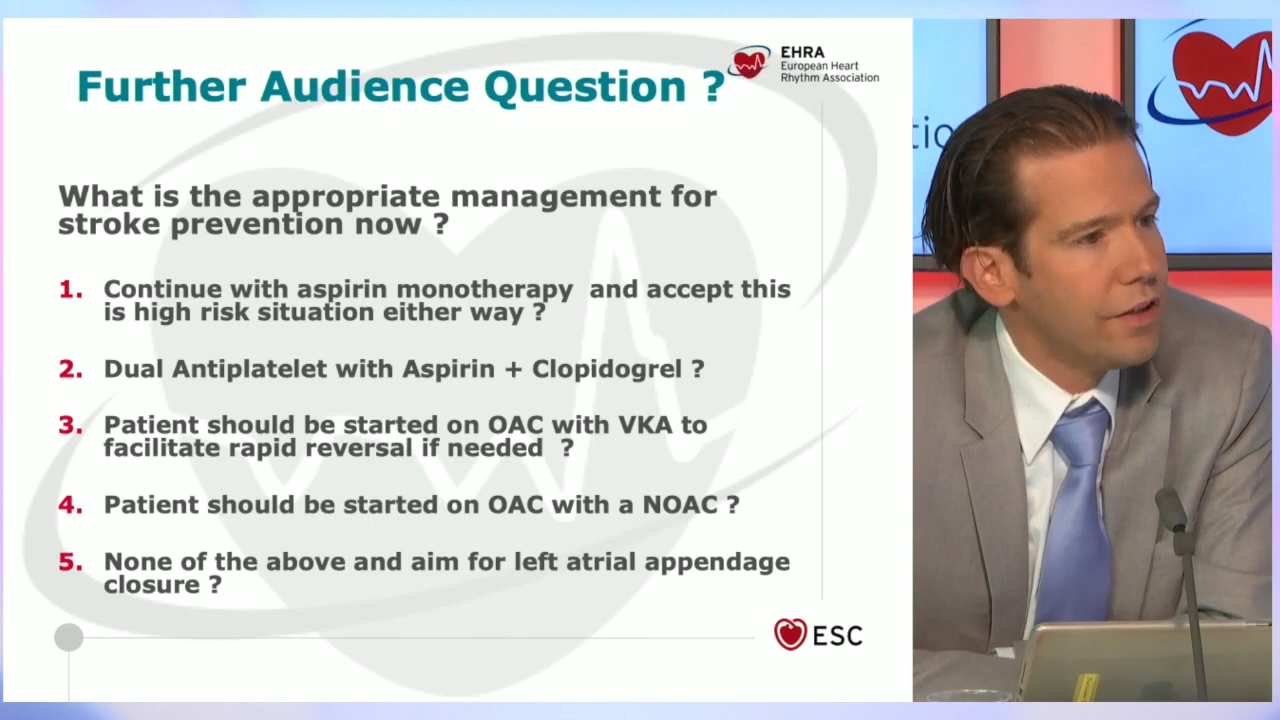 Further Audience Question ?
EHRA
European Heart
Rhythm Association
What is the appropriate management for
stroke prevention now ?
1. Continue with aspirin monotherapy and accept this
is high risk situation either way ?
2. Dual Antiplatelet with Aspirin + Clopidogrel ?
3. Patient should be started on OAC with VKA to
facilitate rapid reversal if needed ?
4. Patient should be started on OAC with a NOAC ?
5. None of the above and aim for left atrial appendage
closure ?
ESC